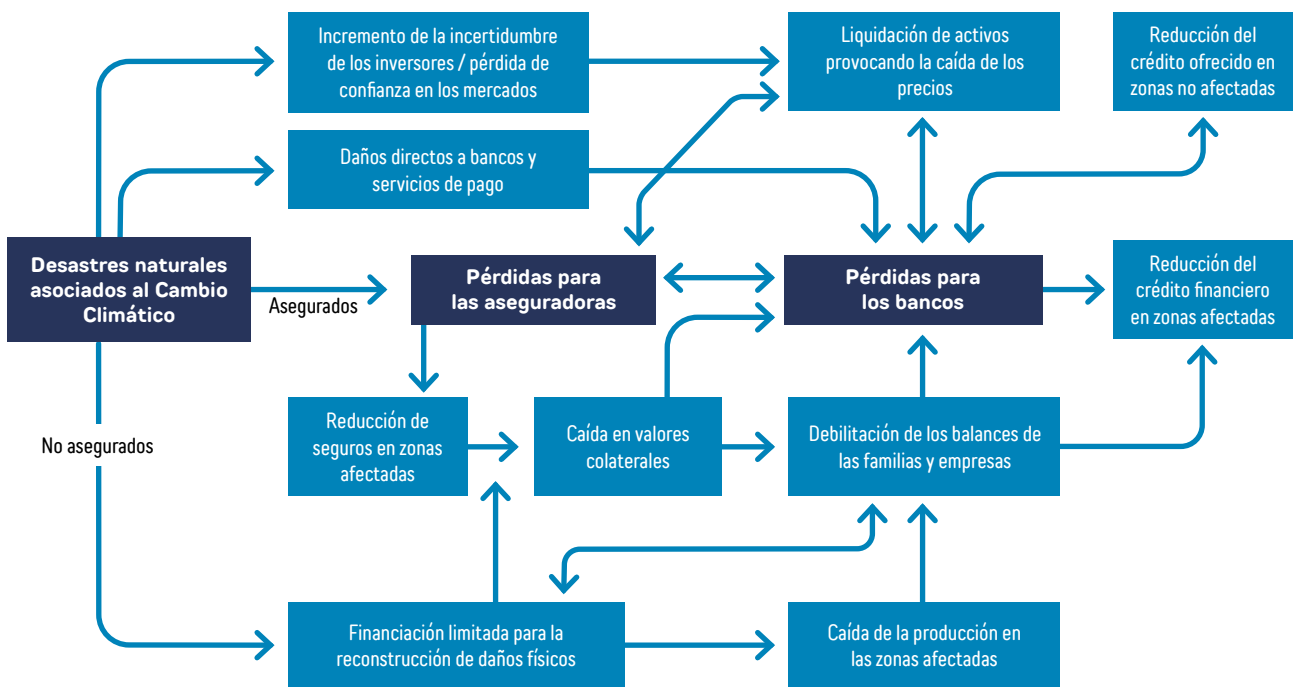 Incremento de la incertidumbre
de los inversores / pérdida de
confianza en los mercados
Liquidación de activos
provocando la caída de los
precios
Reducción del
crédito ofrecido en
zonas no afectadas
Daños directos a bancos y
servicios de pago
Desastres naturales
asociados al Cambio
Climático
Asegurados
Pérdidas para
las aseguradoras
Pérdidas para
los bancos
Reducción del
crédito financiero
en zonas afectadas
No asegurados
Reducción de
seguros en zonas
afectadas
Caída en valores
colaterales
Debilitación de los balances de
las familias y empresas
Financiación limitada para la
reconstrucción de daños físicos
Caída de la producción en
las zonas afectadas